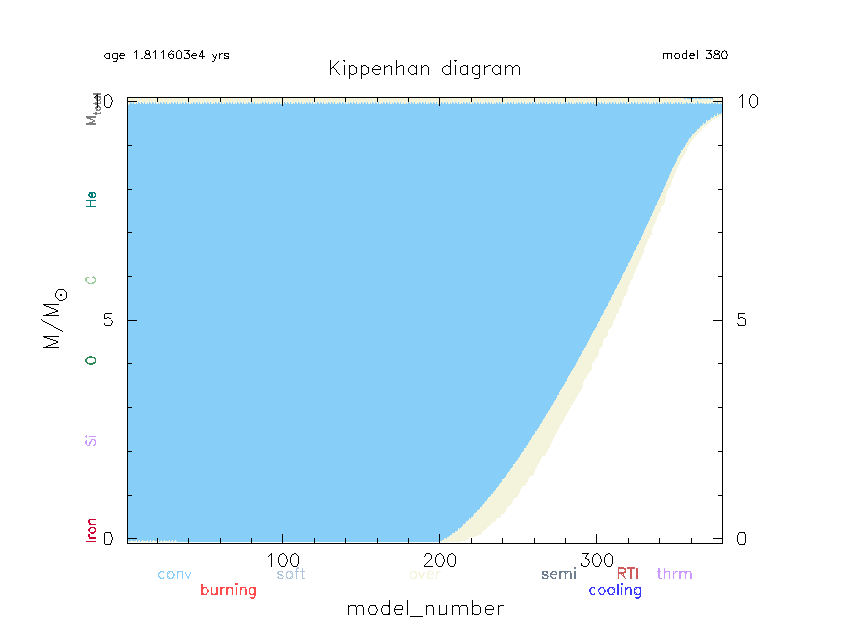 age 1.811603e4 yrs
model 380
Kippenhan diagram
M_total
10
10
He
C
M/M☉
5
5
O
Si
Iron
0
0
100
200
300
conv
soft
over
semi
RTI
thrm
burning
cooling
model_number